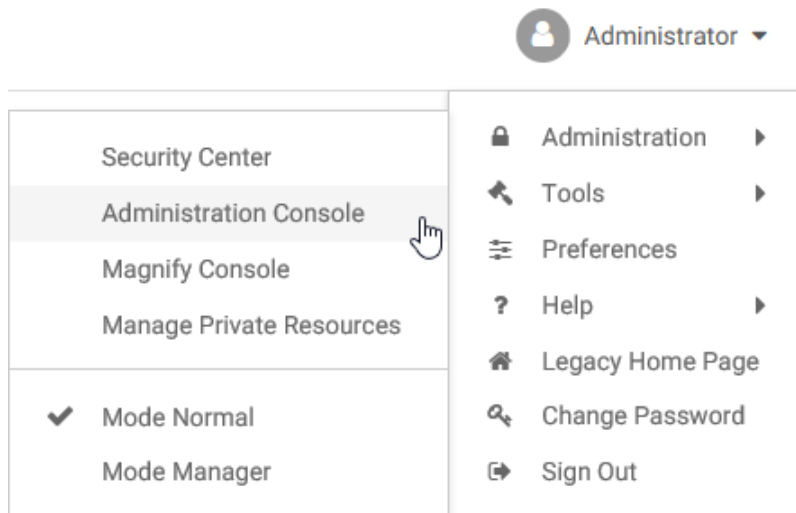 Administrator
Administration
Tools
Preferences
? Help
Legacy Home Page
Change Password
Sign Out
Security Center
Administration Console
Magnify Console
Manage Private Resources
Mode Normal
Mode Manager